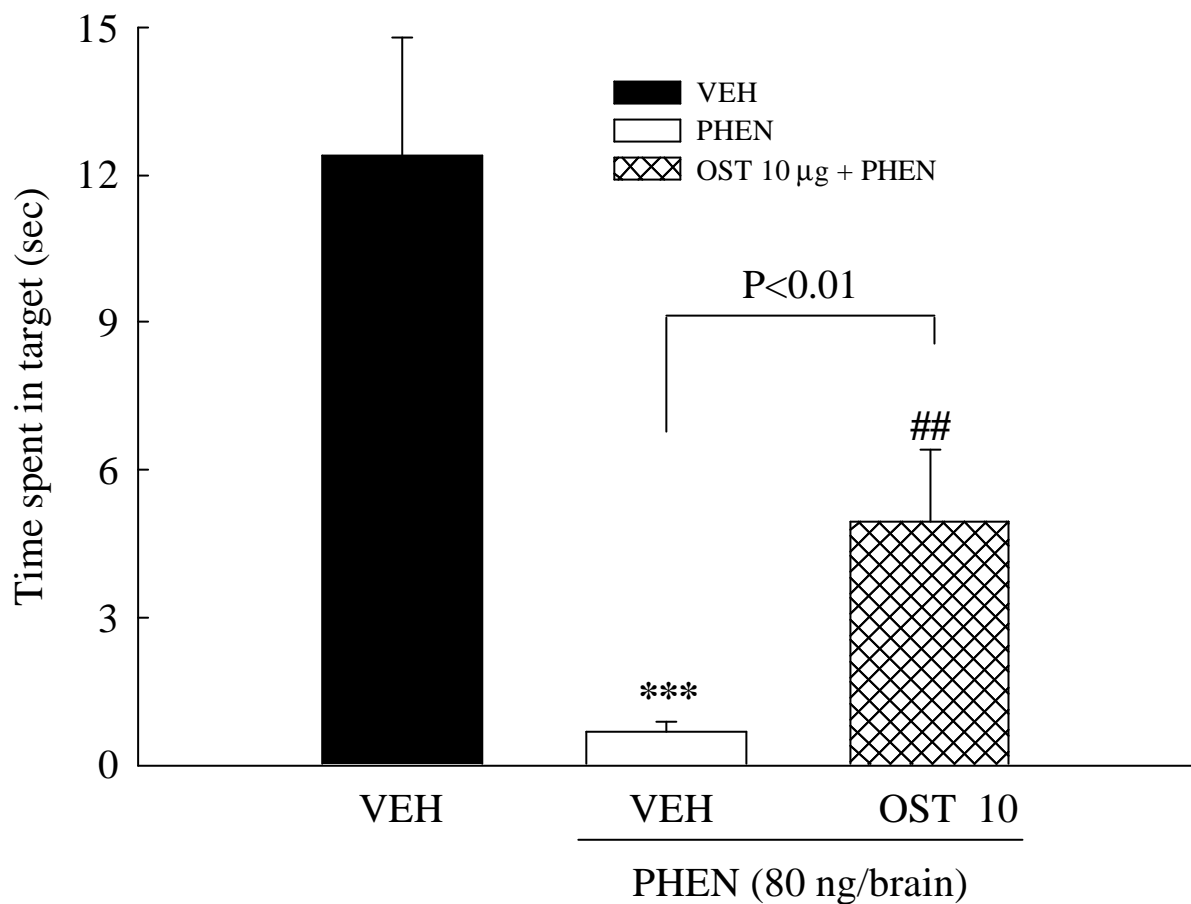 15
12
9
6
3
0
Time spent in target (sec)
VEH
PHEN
OST 10 µg + PHEN
P<0.01
##
***
VEH
VEH
OST 10
PHEN (80 ng/brain)